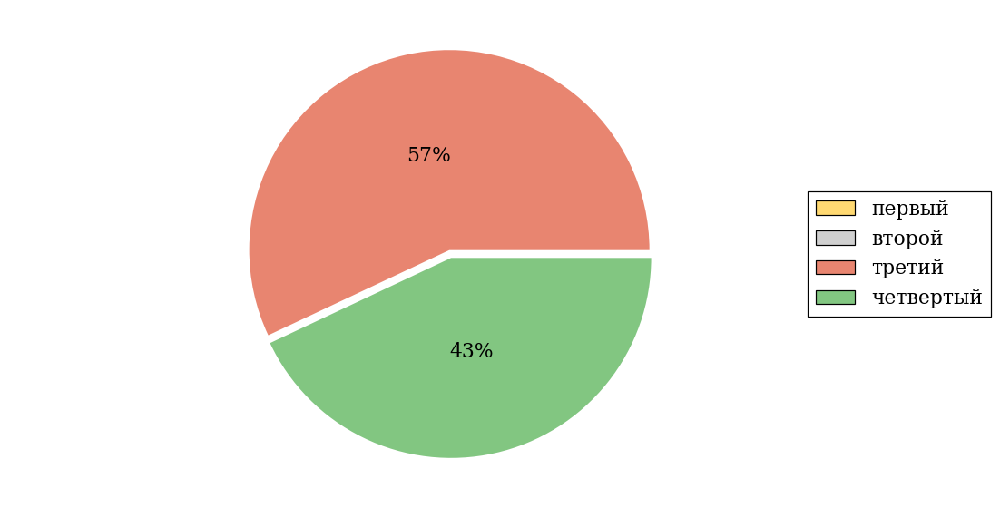 57%
43%
первый
второй
третий
четвертый